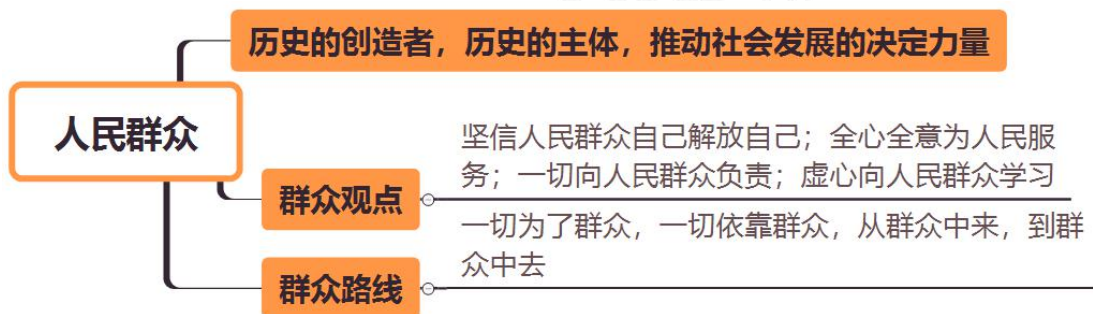 历史的创造者，历史的主体，推动社会发展的决定力量
人民群众
坚信人民群众自己解放自己；全心全意为人民服
务；一切向人民群众负责；虚心向人民群众学习
群众观点
一切为了群众，一切依靠群众，从群众中来，到群
众中去
群众路线